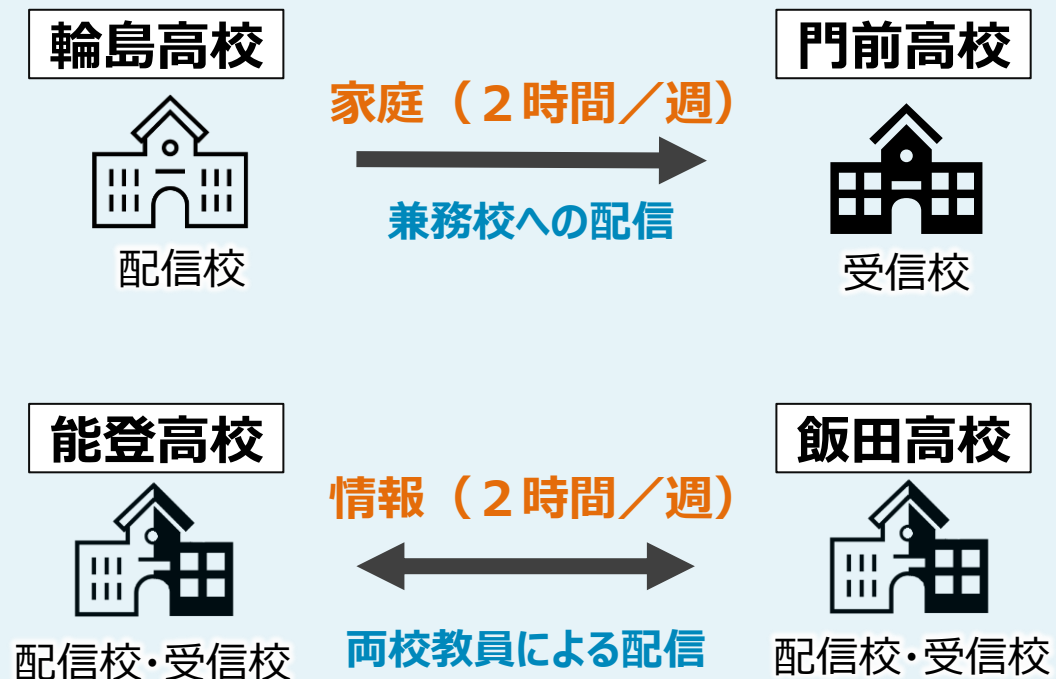 輪島高校
門前高校
家庭（２時間／週）
兼務校への配信
配信校
受信校
能登高校
飯田高校
情報（２時間／週）
両校教員による配信
配信校・受信校
配信校・受信校